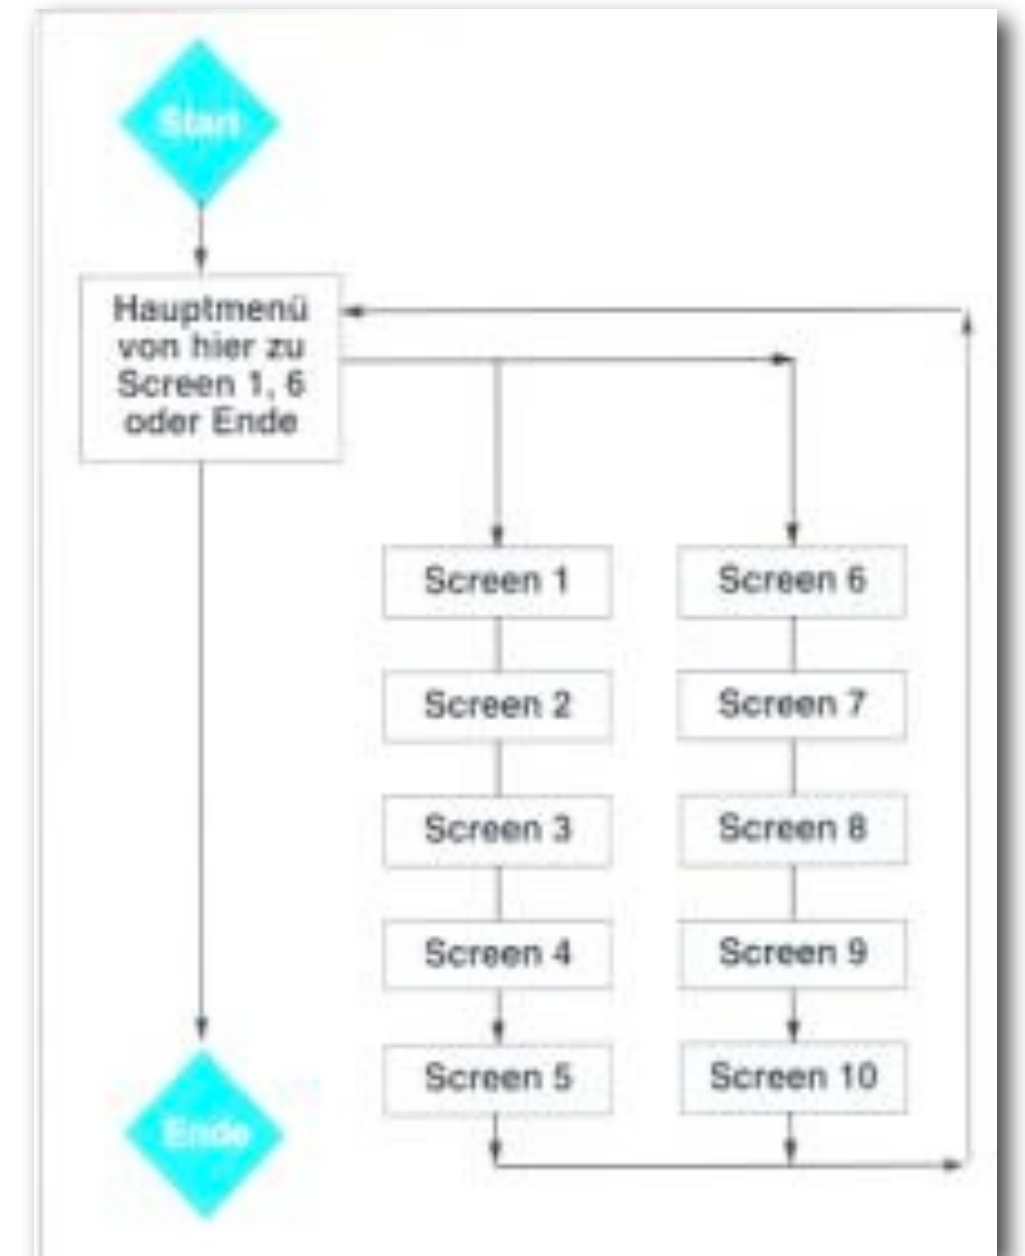 Start
Hauptmenü
von hier zu
Screen 1, 6
oder Ende
Screen 1
Screen 6
Screen 2
Screen 7
Screen 3
Screen 8
Screen 4
Screen 9
Screen 5
Screen 10
Ende